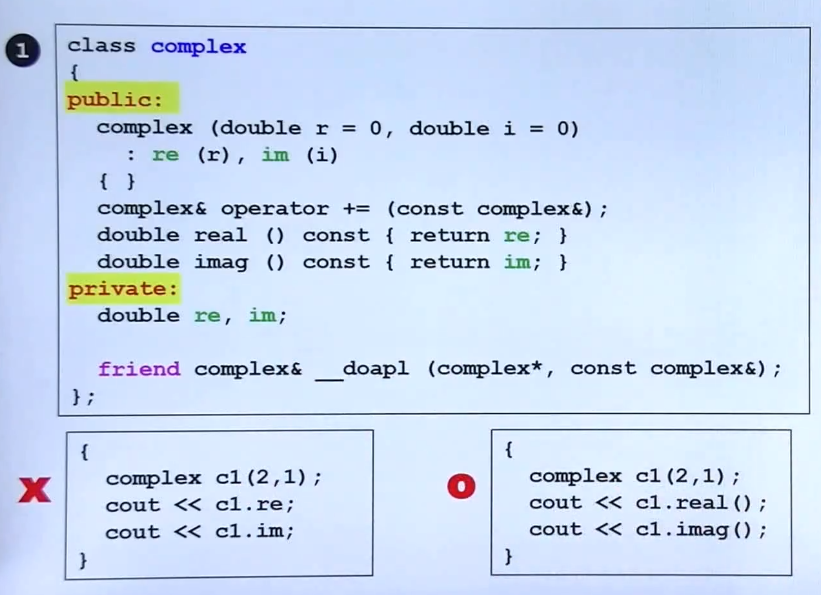 1
class complex
{
public:
complex (double r = 0, double i = 0)
: re (r), im (i)
{ }
complex& operator += (const complex&);
double real () const { return re; }
double imag () const { return im; }
private:
double re, im;
friend complex& __doapl (complex*, const complex&);
};
X
{
complex c1(2,1);
cout << c1.re;
cout << c1.im;
}
O
{
complex c1(2,1);
cout << c1.real();
cout << c1.imag();
}